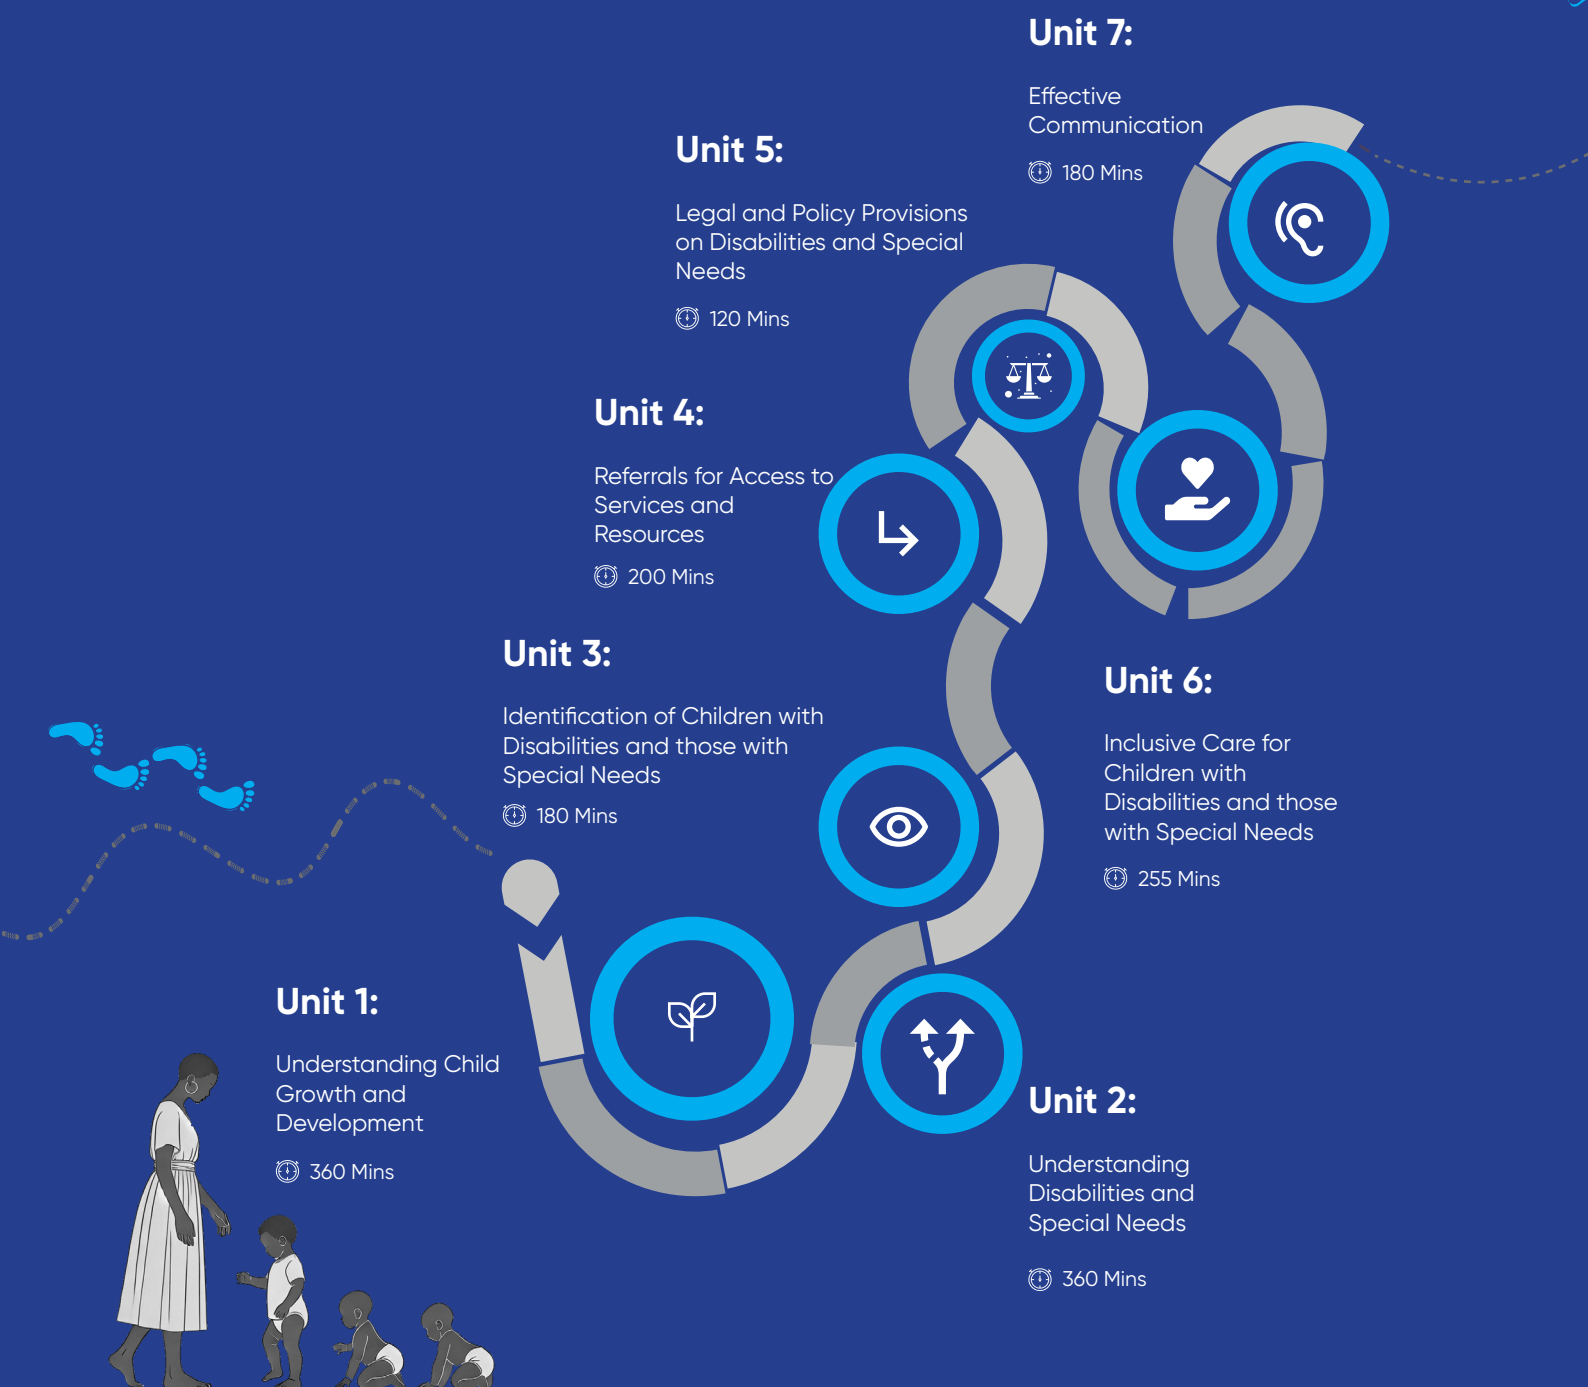 Unit 7:
Effective
Communication
180 Mins
Unit 5:
Legal and Policy Provisions
on Disabilities and Special
Needs
120 Mins
Unit 4:
Referrals for Access to
Services and
Resources
200 Mins
Unit 3:
Identification of Children with
Disabilities and those with
Special Needs
180 Mins
Unit 6:
Inclusive Care for
Children with
Disabilities and those
with Special Needs
255 Mins
Unit 1:
Understanding Child
Growth and
Development
360 Mins
Unit 2:
Understanding
Disabilities and
Special Needs
360 Mins